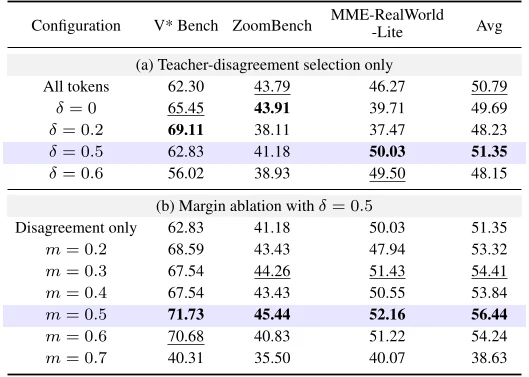 Configuration V* Bench ZoomBench MME-RealWorld -Lite Avg
(a) Teacher-disagreement selection only
All tokens 62.30 43.79 46.27 50.79
δ = 0 65.45 43.91 39.71 49.69
δ = 0.2 69.11 38.11 37.47 48.23
δ = 0.5 62.83 41.18 50.03 51.35
δ = 0.6 56.02 38.93 49.50 48.15
(b) Margin ablation with δ = 0.5
Disagreement only 62.83 41.18 50.03 51.35
m = 0.2 68.59 43.43 47.94 53.32
m = 0.3 67.54 44.26 51.43 54.41
m = 0.4 67.54 43.43 50.55 53.84
m = 0.5 71.73 45.44 52.16 56.44
m = 0.6 70.68 40.83 51.22 54.24
m = 0.7 40.31 35.50 40.07 38.63